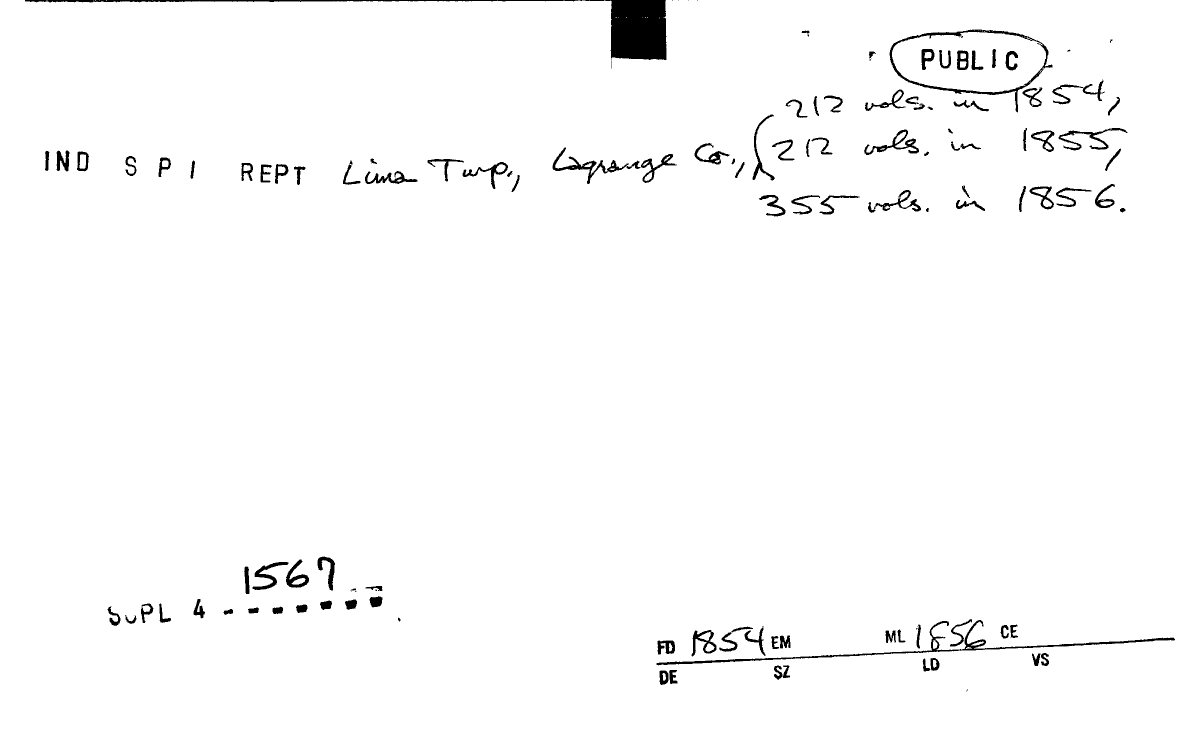 PUBLIC
212 vols. in 1854,
IND S P I REPT Lima Twp., Lagrange Co., 212 vols. in 1855,
355 vols. in 1856.
1567
SUPL 4
FD 1854 EM ML 1856 CE
DE SZ LD VS